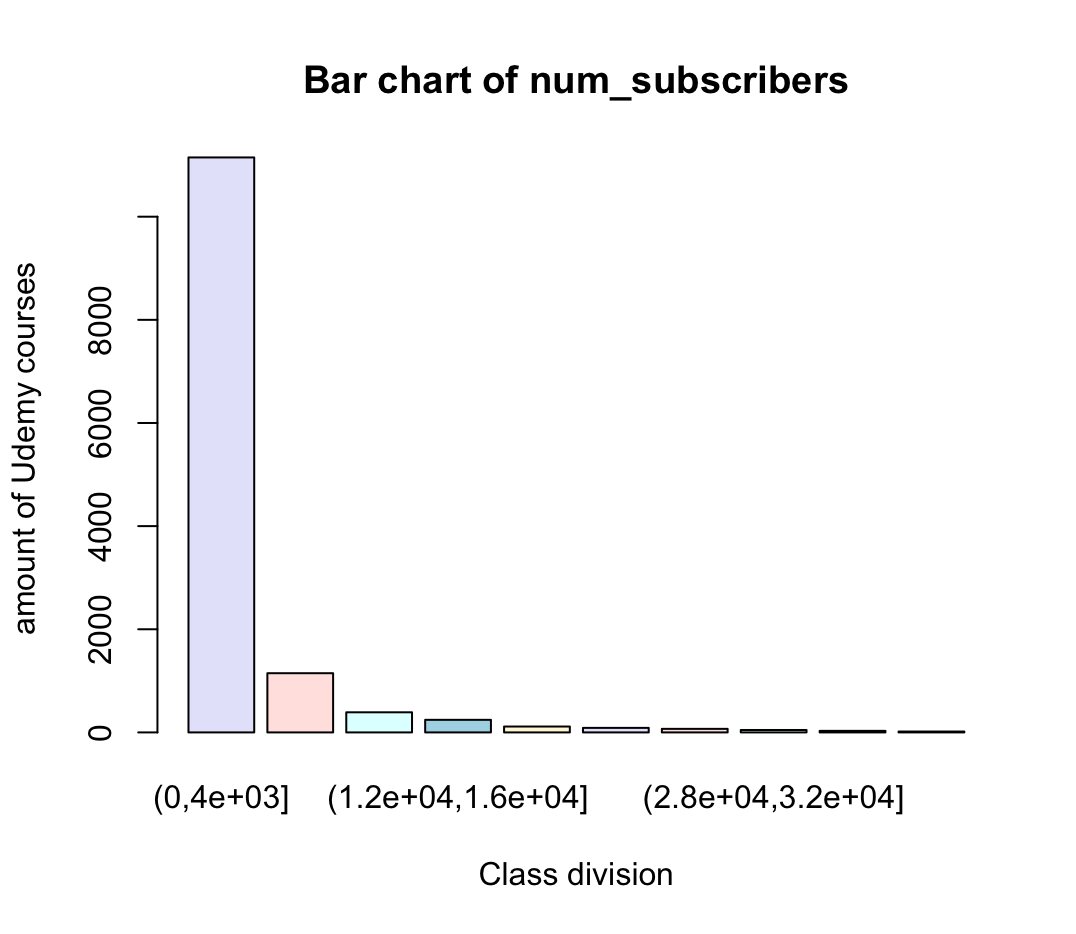 Bar chart of num_subscribers
amount of Udemy courses
8000
6000
4000
2000
0
(0,4e+03]
(1.2e+04,1.6e+04]
(2.8e+04,3.2e+04]
Class division